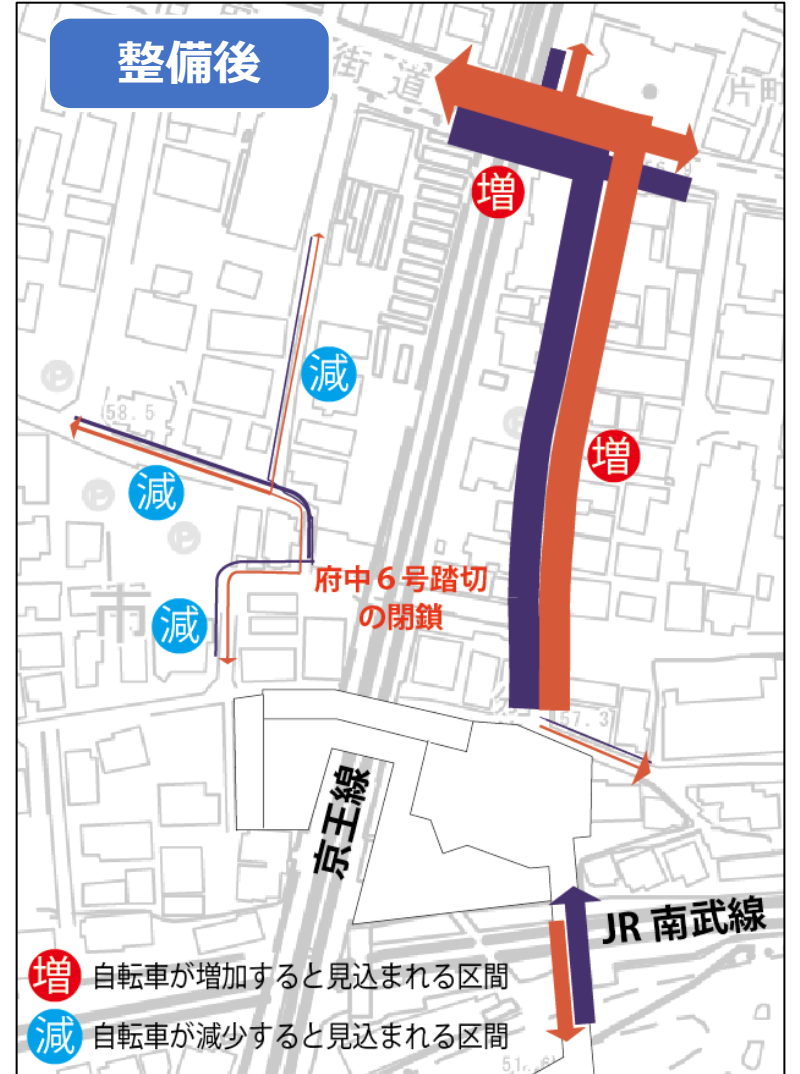 整備後
街道
片町
増
減
58.5
増
減
府中６号踏切
の閉鎖
市
減
57.3
京王線
JR 南武線
増 自転車が増加すると見込まれる区間
減 自転車が減少すると見込まれる区間